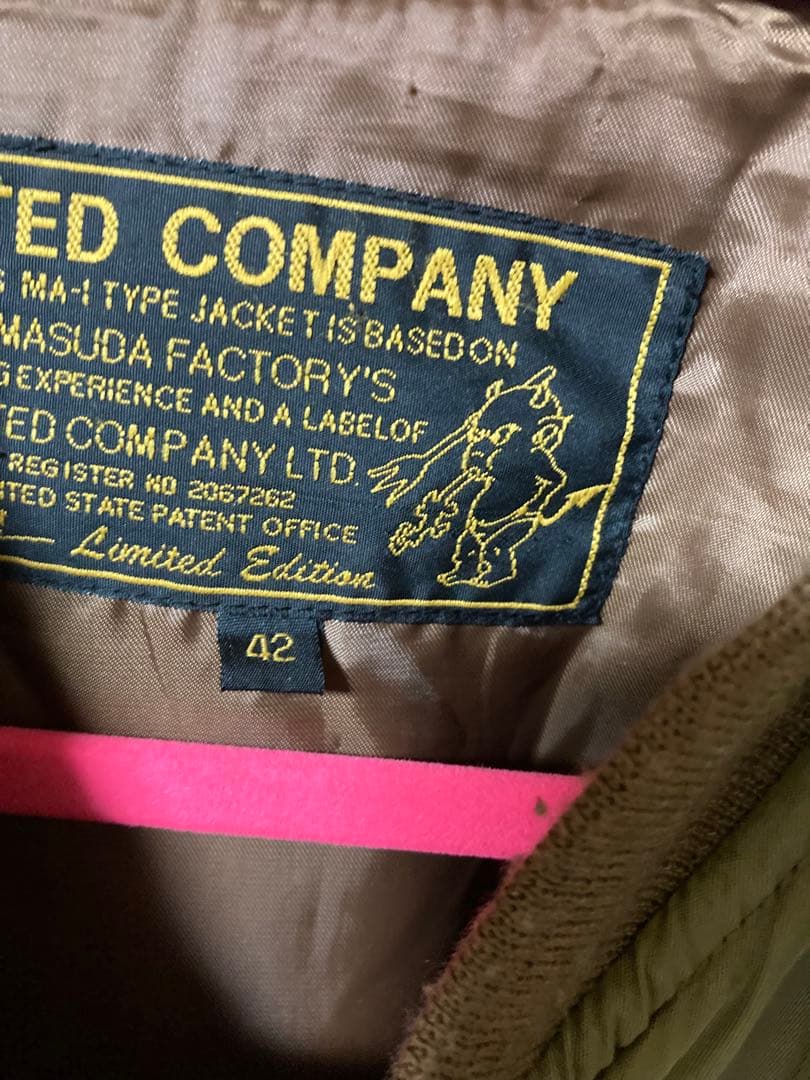 TED COMPANY
MA-1 TYPE JACKET IS BASED ON
MASUDA FACTORY'S
G EXPERIENCE AND A LABEL OF
TED COMPANY LTD.
REGISTER NO 2067262
ITED STATE PATENT OFFICE
Limited Edition
42